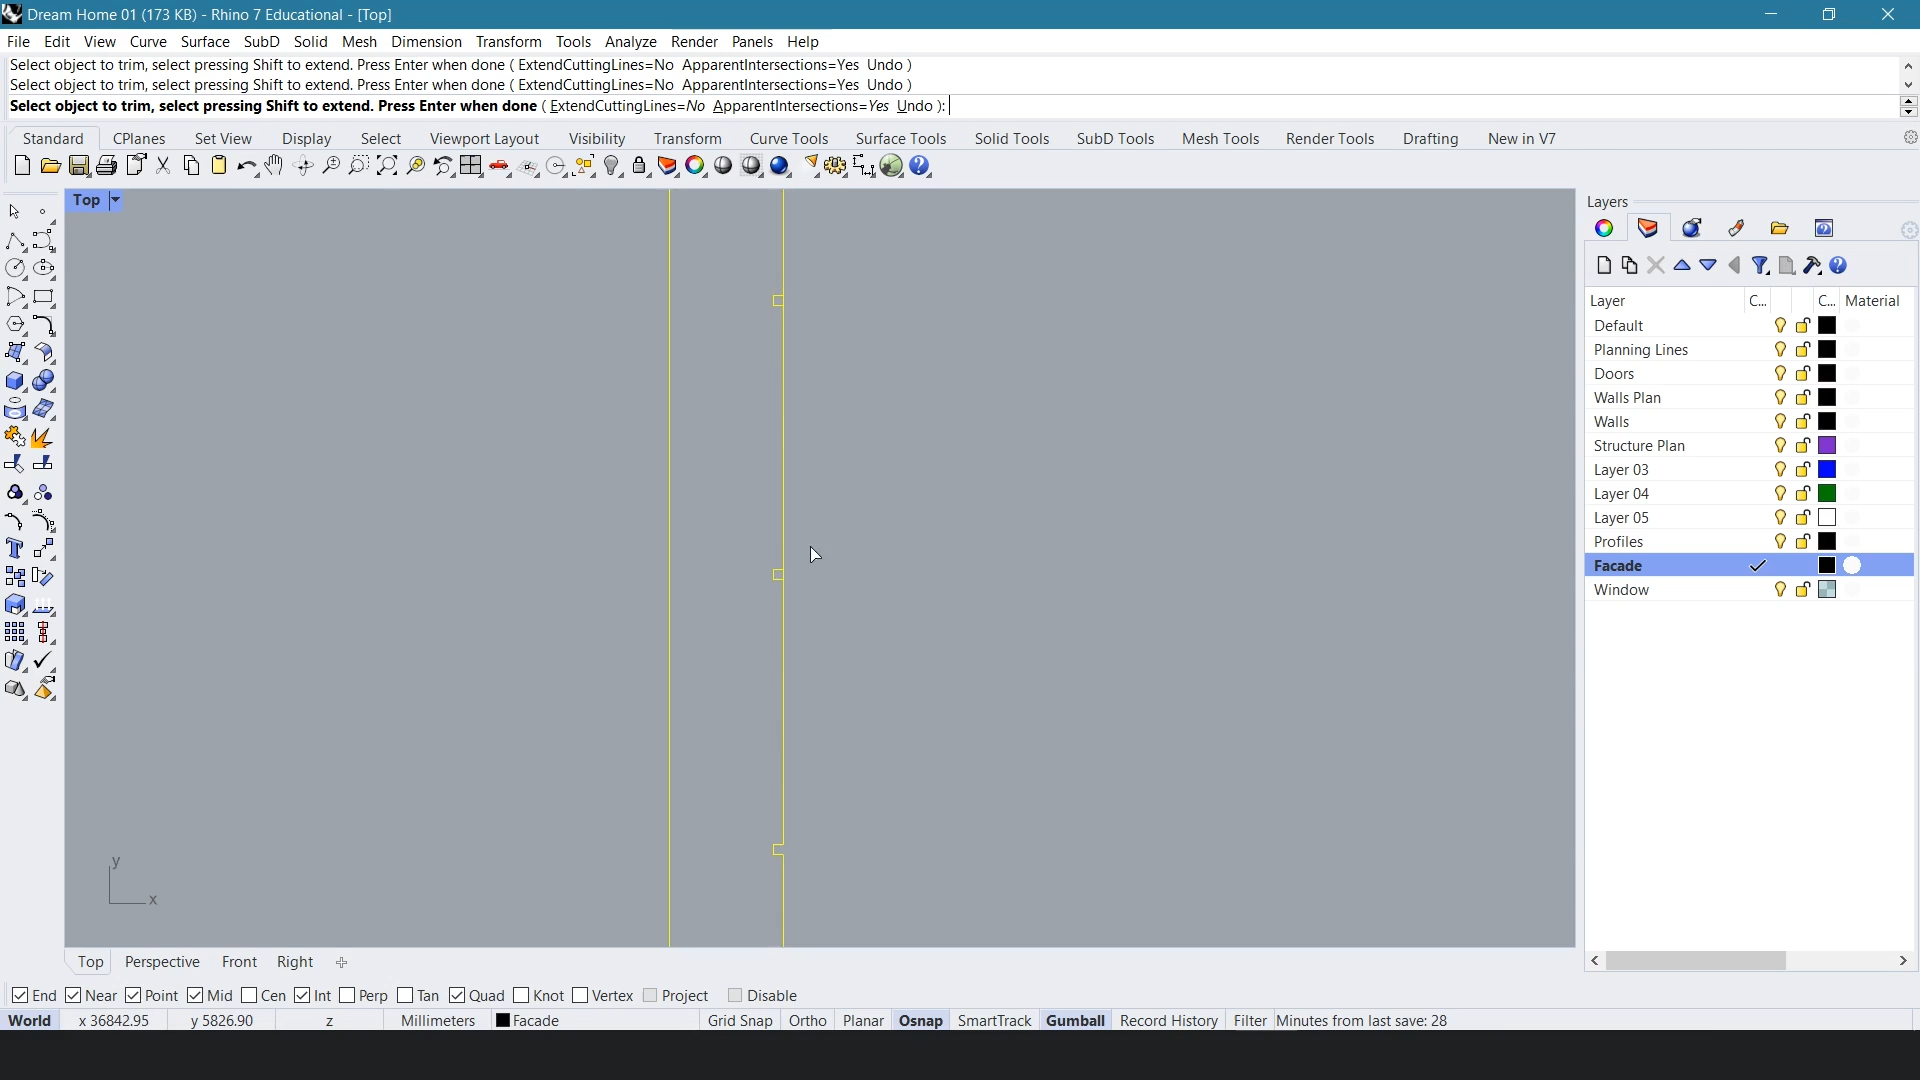 Dream Home 01 (173 KB) - Rhino 7 Educational - [Top]
File Edit View Curve Surface SubD Solid Mesh Dimension Transform Tools Analyze Render Panels Help
Select object to trim, select pressing Shift to extend. Press Enter when done ( ExtendCuttingLines=No ApparentIntersections=Yes Undo )
Select object to trim, select pressing Shift to extend. Press Enter when done ( ExtendCuttingLines=No ApparentIntersections=Yes Undo )
Select object to trim, select pressing Shift to extend. Press Enter when done ( ExtendCuttingLines=No ApparentIntersections=Yes Undo ):
Standard CPlanes Set View Display Select Viewport Layout Visibility Transform Curve Tools Surface Tools Solid Tools SubD Tools Mesh Tools Render Tools Drafting New in V7
Top
Layers
Layer C... C... Material
Default
Planning Lines
Doors
Walls Plan
Walls
Structure Plan
Layer 03
Layer 04
Layer 05
Profiles
Facade
Window
y
x
Top Perspective Front Right
End Near Point Mid Cen Int Perp Tan Quad Knot Vertex Project Disable
World x 36842.95 y 5826.90 z Millimeters Facade Grid Snap Ortho Planar Osnap SmartTrack Gumball Record History Filter Minutes from last save: 28